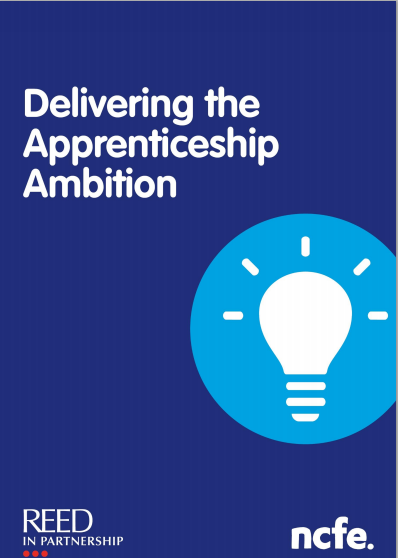 Delivering the
Apprenticeship
Ambition
REED
IN PARTNERSHIP
ncfe.